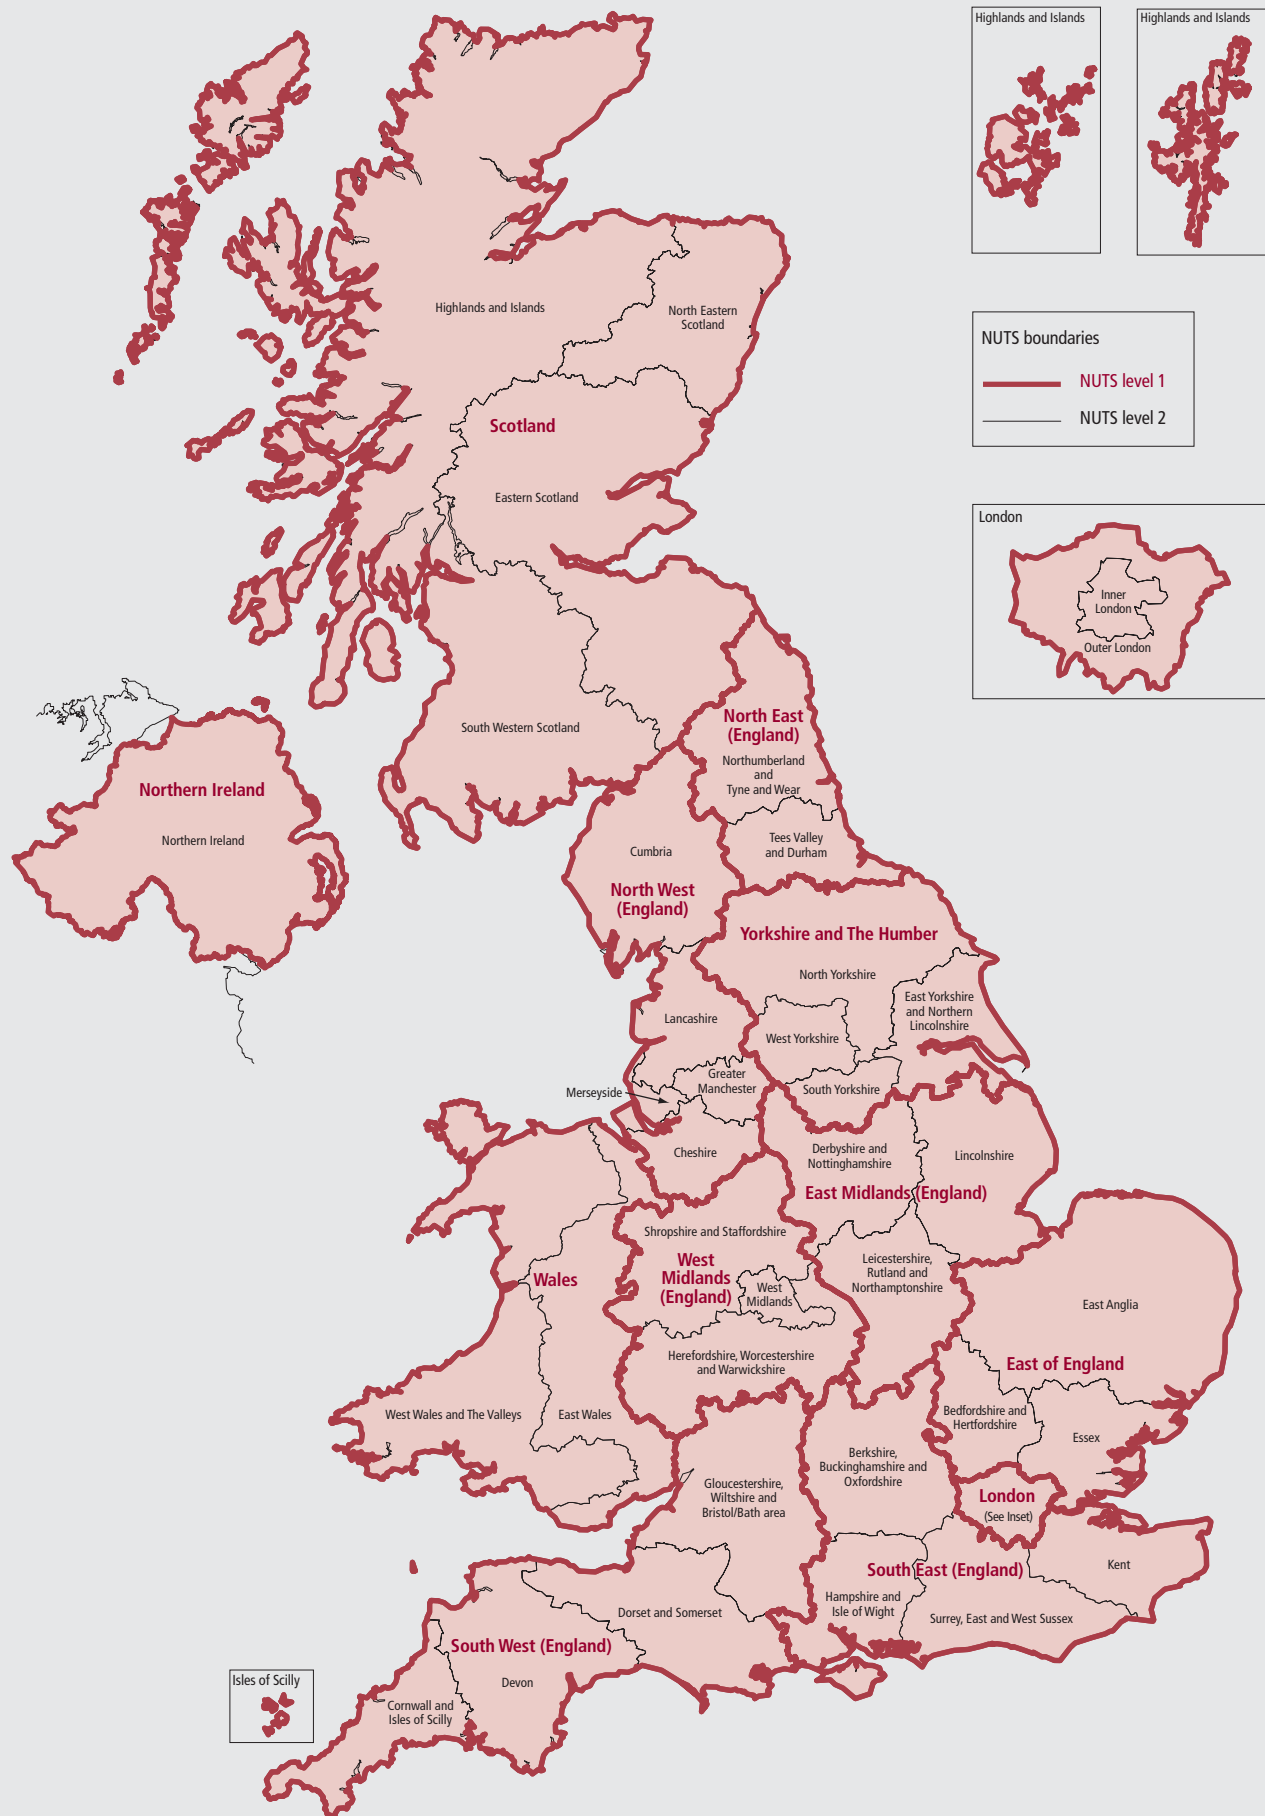 Highlands and Islands
Highlands and Islands
Highlands and Islands
North Eastern
Scotland
NUTS boundaries
NUTS level 1
NUTS level 2
Scotland
Eastern Scotland
London
Inner
London
Outer London
South Western Scotland
North East
(England)
Northumberland
and
Tyne and Wear
Northern Ireland
Northern Ireland
Tees Valley
and Durham
Cumbria
North West
(England)
Yorkshire and The Humber
North Yorkshire
East Yorkshire
and Northern
Lincolnshire
Lancashire
West Yorkshire
Greater
Manchester
South Yorkshire
Merseyside
Cheshire
Derbyshire and
Nottinghamshire
Lincolnshire
East Midlands (England)
Shropshire and Staffordshire
West
Midlands
(England)
West
Midlands
Leicestershire,
Rutland and
Northamptonshire
Wales
East Anglia
Herefordshire, Worcestershire
and Warwickshire
East of England
West Wales and The Valleys
East Wales
Bedfordshire and
Hertfordshire
Essex
Berkshire,
Buckinghamshire and
Oxfordshire
Gloucestershire,
Wiltshire and
Bristol/Bath area
London
(See Inset)
South East (England)
Kent
Hampshire and
Isle of Wight
Surrey, East and West Sussex
Dorset and Somerset
South West (England)
Devon
Isles of Scilly
Cornwall and
Isles of Scilly